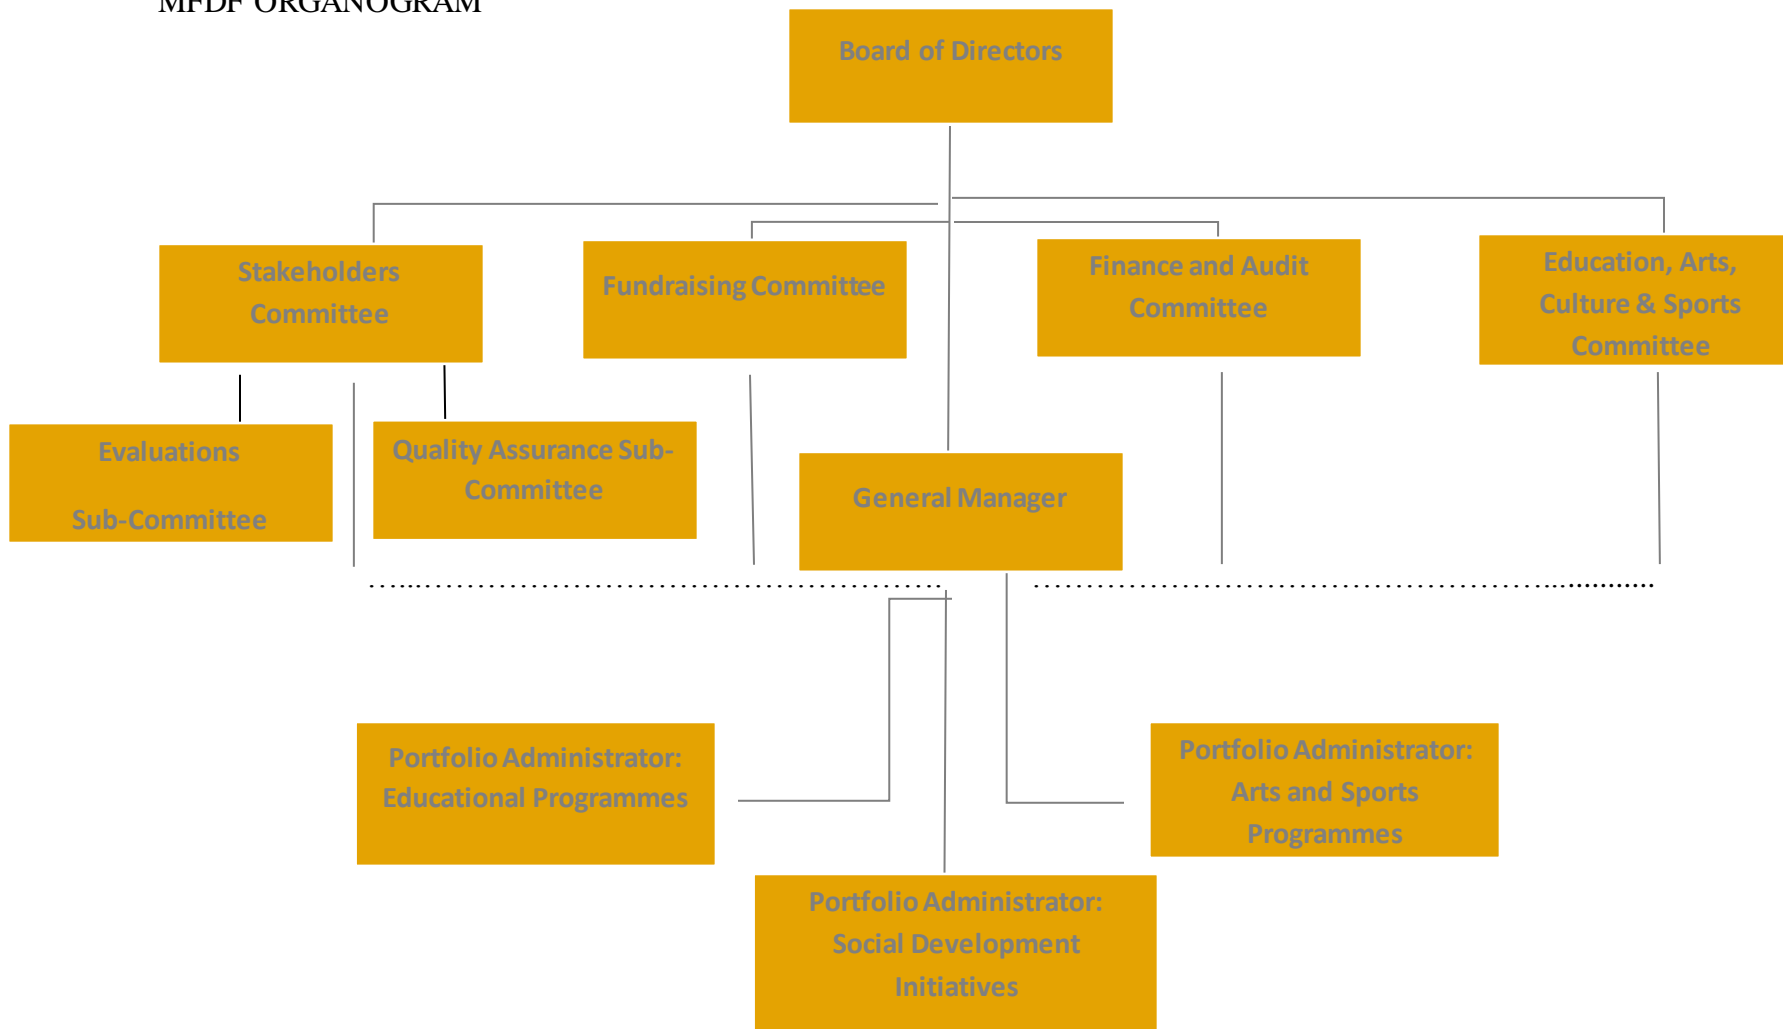 MFDF ORGANOGRAM
Board of Directors
Stakeholders
Committee
Fundraising Committee
Finance and Audit
Committee
Education, Arts,
Culture & Sports
Committee
Evaluations
Sub-Committee
Quality Assurance Sub-
Committee
General Manager
Portfolio Administrator:
Educational Programmes
Portfolio Administrator:
Arts and Sports
Programmes
Portfolio Administrator:
Social Development
Initiatives